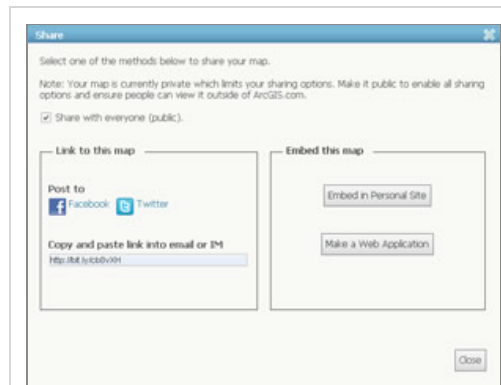 Share
Select one of the methods below to share your map.
Note: Your map is currently private which limits your sharing options. Make it public to enable all sharing
options and ensure people can view it outside of ArcGIS.com.
Share with everyone (public).
Link to this map
Post to
Facebook Twitter
Copy and paste link into email or IM
Embed this map
Embed in Personal Site
Make a Web Application
Close